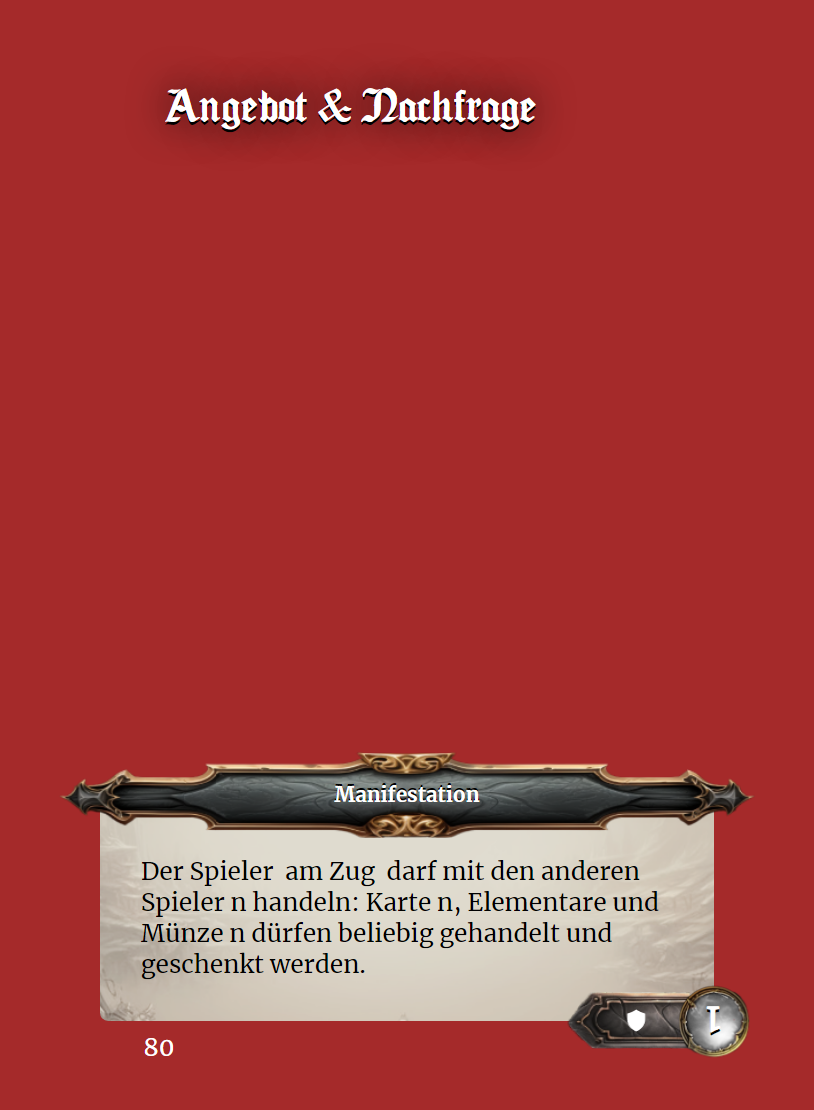 Angebot & Nachfrage
Manifestation
Der Spieler  am Zug  darf mit den anderen
Spieler n handeln: Karte n, Elementare und
Münze n dürfen beliebig gehandelt und
geschenkt werden.
1
80